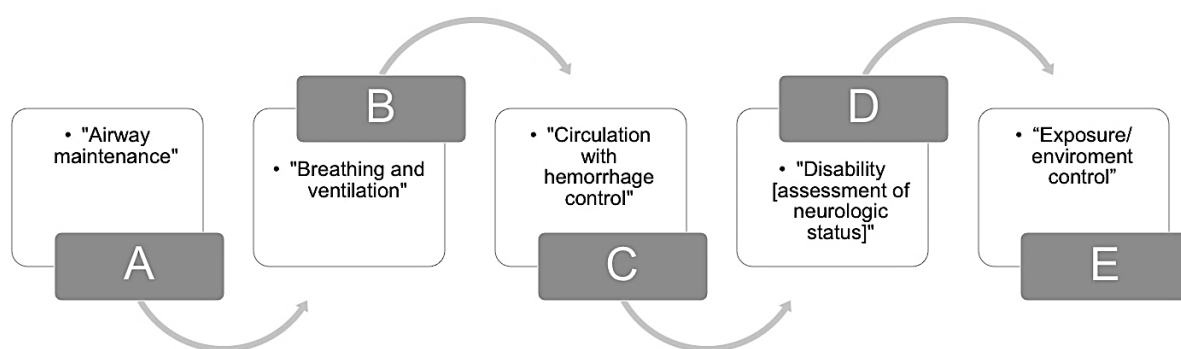 • "Airway
maintenance"
A
B
• "Breathing and
ventilation"
• "Circulation
with
hemorrhage
control"
C
D
• "Disability
[assessment of
neurologic
status]"
• “Exposure/
enviroment
control”
E